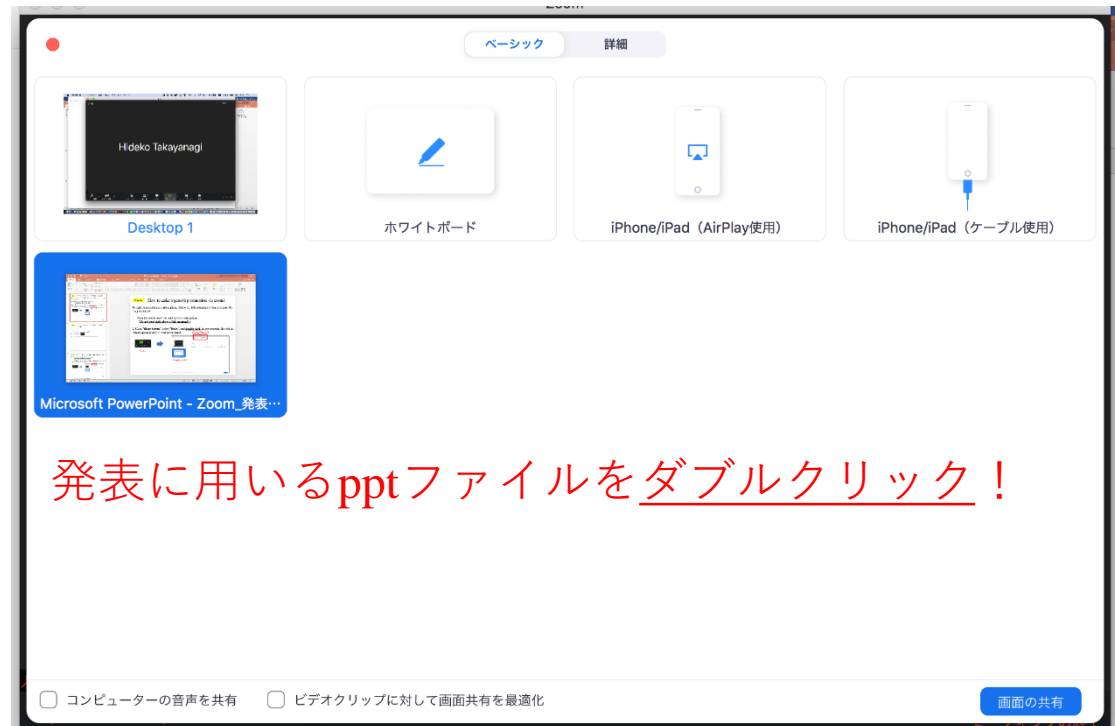 ベーシック
詳細
Hideko Takayanagi
Desktop 1
ホワイトボード
iPhone/iPad（AirPlay使用）
iPhone/iPad（ケーブル使用）
Microsoft PowerPoint - Zoom_発表…
発表に用いるpptファイルをダブルクリック！
コンピューターの音声を共有
ビデオクリップに対して画面共有を最適化
画面の共有